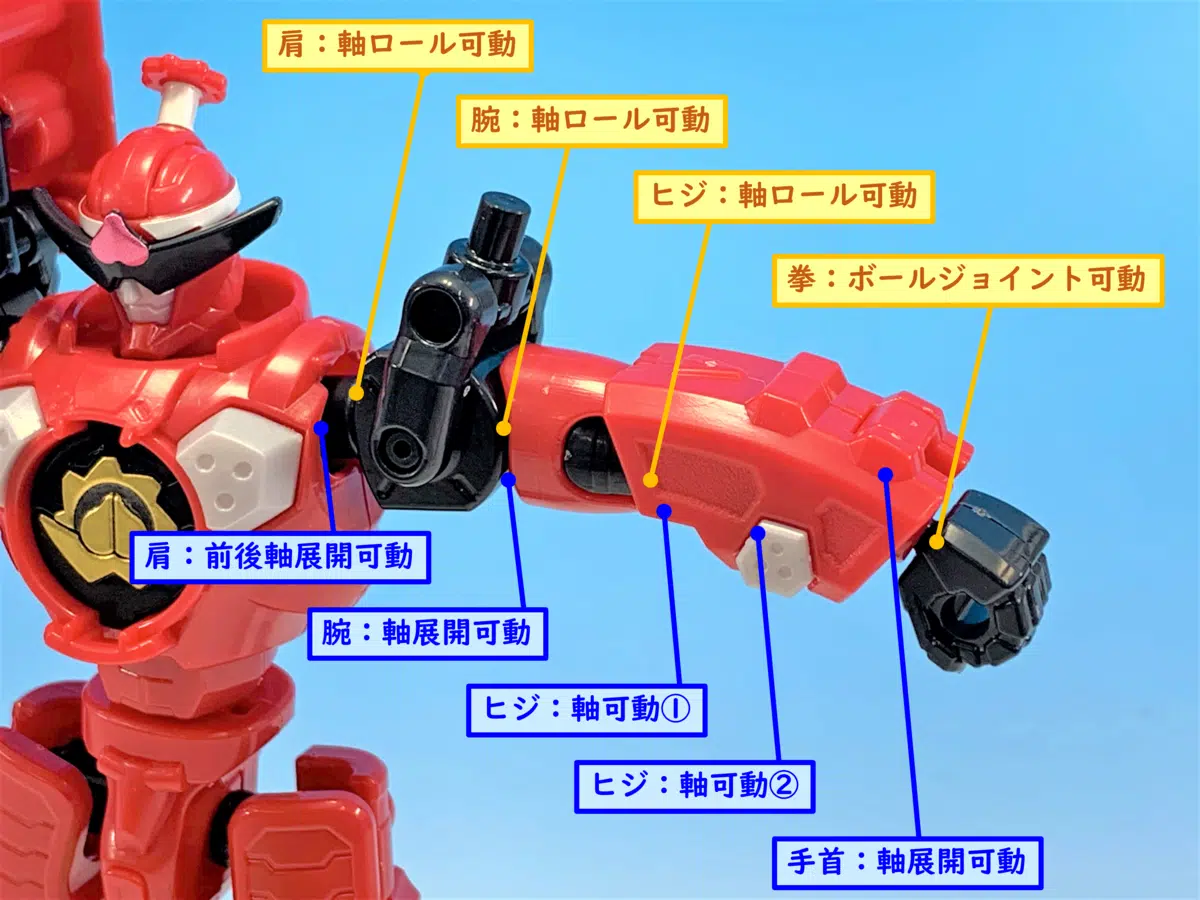 肩：軸ロール可動
腕：軸ロール可動
ヒジ：軸ロール可動
拳：ボールジョイント可動
肩：前後軸展開可動
腕：軸展開可動
ヒジ：軸可動①
ヒジ：軸可動②
手首：軸展開可動